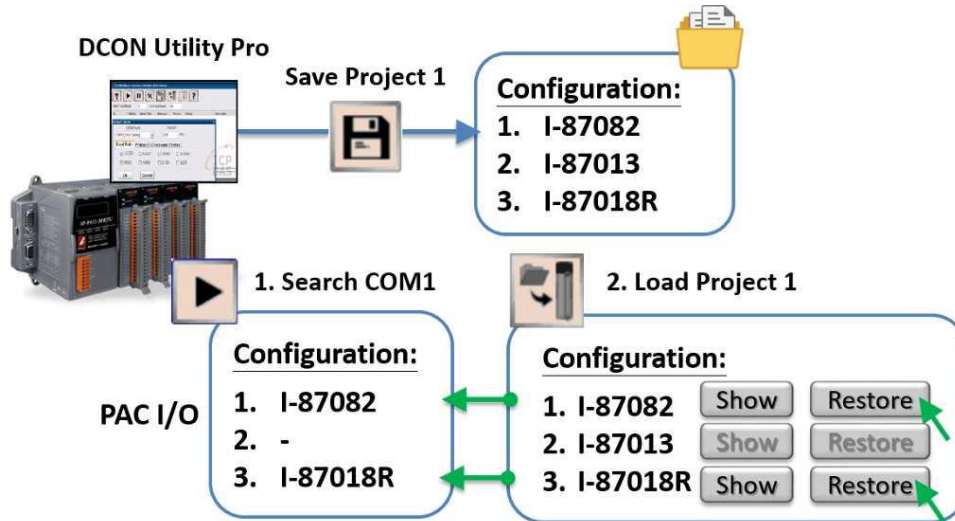 DCON Utility Pro
Save Project 1
Configuration:
1. I-87082
2. I-87013
3. I-87018R
1. Search COM1
2. Load Project 1
PAC I/O
Configuration:
1. I-87082
2. -
3. I-87018R
Configuration:
1. I-87082 Show Restore
2. I-87013 Show Restore
3. I-87018R Show Restore